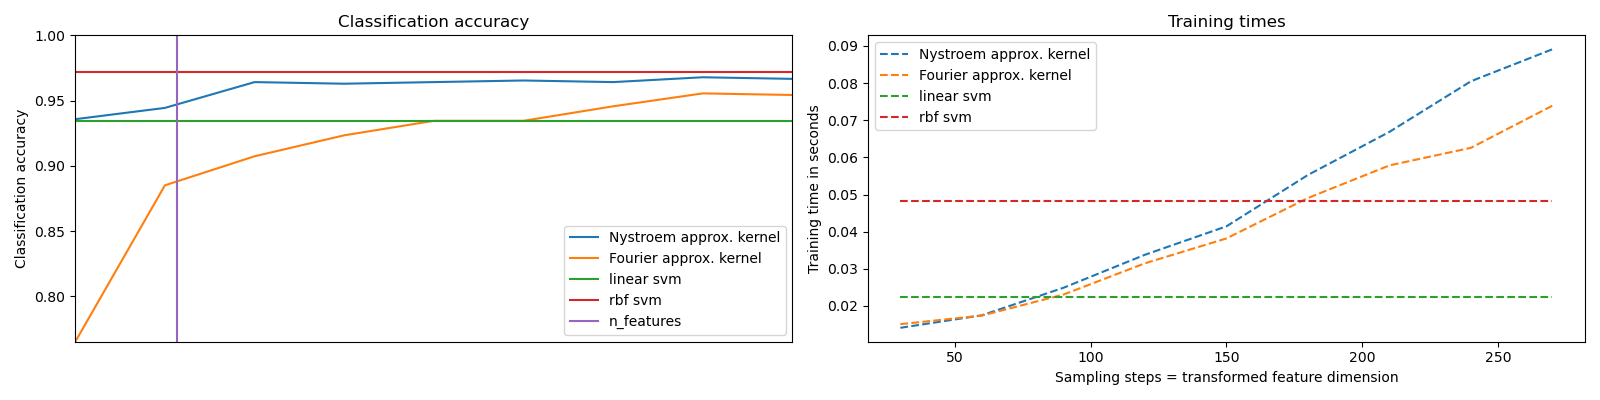 Classification accuracy
Classification accuracy
1.00
0.95
0.90
0.85
0.80
Nystroem approx. kernel
Fourier approx. kernel
linear svm
rbf svm
n_features
Training times
Training time in seconds
0.09
0.08
0.07
0.06
0.05
0.04
0.03
0.02
Nystroem approx. kernel
Fourier approx. kernel
linear svm
rbf svm
50
100
150
200
250
Sampling steps = transformed feature dimension